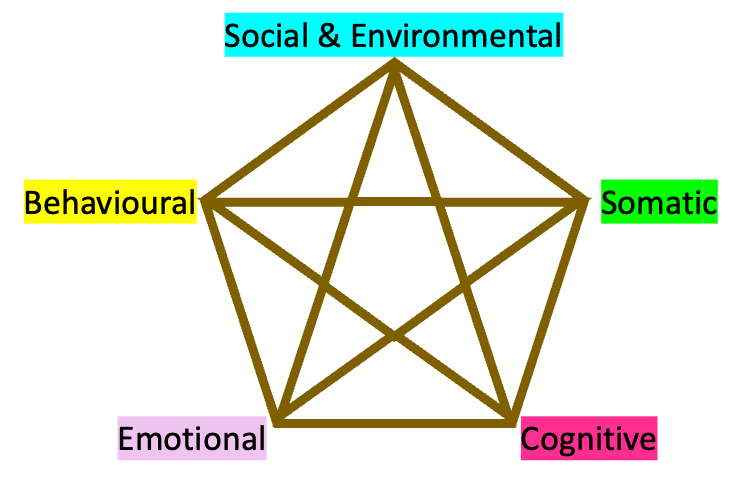 Social & Environmental
Behavioural
Somatic
Emotional
Cognitive